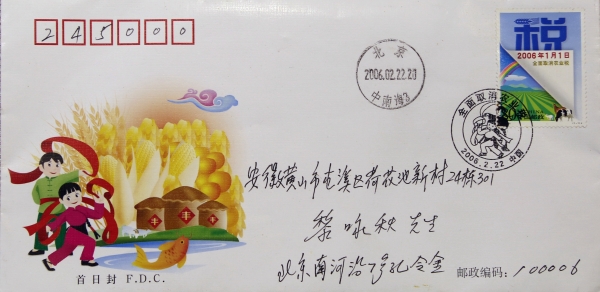 245000
税
2006年1月1日
全面取消农业税
北京
2006.02.22.20
中南海3
全面取消农业税
2006.2.22 中国
安徽黄山市屯溪区荷花池新村24栋301
黎咏秋先生
丰 丰 丰
北京南河沿7号孔令金
首日封 F.D.C.
邮政编码：100006